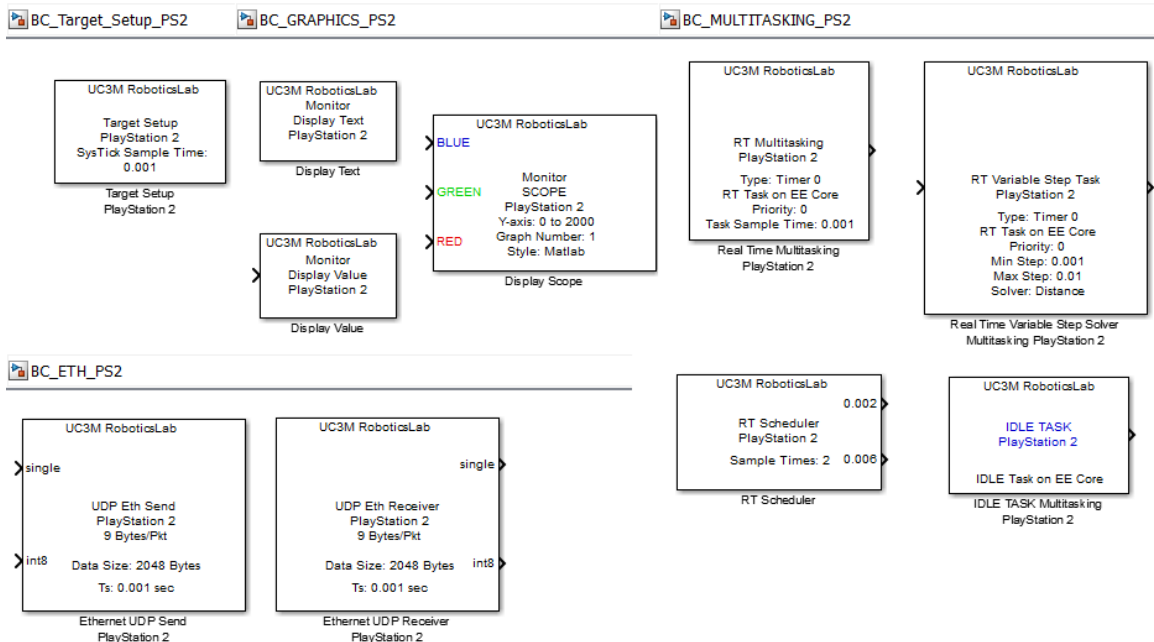 BC_Target_Setup_PS2
BC_GRAPHICS_PS2
BC_MULTITASKING_PS2
UC3M RoboticsLab
Target Setup
PlayStation 2
SysTick Sample Time:
0.001
Target Setup
PlayStation 2
UC3M RoboticsLab
Monitor
Display Text
PlayStation 2
Display Text
UC3M RoboticsLab
Monitor
Display Value
PlayStation 2
Display Value
UC3M RoboticsLab
BLUE
GREEN
RED
Monitor
SCOPE
PlayStation 2
Y-axis: 0 to 2000
Graph Number: 1
Style: Matlab
Display Scope
UC3M RoboticsLab
RT Multitasking
PlayStation 2
Type: Timer 0
RT Task on EE Core
Priority: 0
Task Sample Time: 0.001
Real Time Multitasking
PlayStation 2
UC3M RoboticsLab
RT Variable Step Task
PlayStation 2
Type: Timer 0
RT Task on EE Core
Priority: 0
Min Step: 0.001
Max Step: 0.01
Solver: Distance
Real Time Variable Step Solver
Multitasking PlayStation 2
UC3M RoboticsLab
0.002
RT Scheduler
PlayStation 2
Sample Times: 2
0.006
RT Scheduler
UC3M RoboticsLab
IDLE TASK
PlayStation 2
IDLE Task on EE Core
IDLE TASK Multitasking
PlayStation 2
BC_ETH_PS2
UC3M RoboticsLab
single
UDP Eth Send
PlayStation 2
9 Bytes/Pkt
int8
Data Size: 2048 Bytes
Ts: 0.001 sec
Ethernet UDP Send
PlayStation 2
UC3M RoboticsLab
single
UDP Eth Receiver
PlayStation 2
9 Bytes/Pkt
Data Size: 2048 Bytes
int8
Ts: 0.001 sec
Ethernet UDP Receiver
PlayStation 2